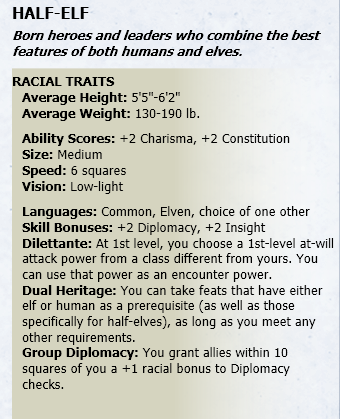 HALF-ELF
Born heroes and leaders who combine the best
features of both humans and elves.
RACIAL TRAITS
Average Height: 5'5"-6'2"
Average Weight: 130-190 lb.
Ability Scores: +2 Charisma, +2 Constitution
Size: Medium
Speed: 6 squares
Vision: Low-light
Languages: Common, Elven, choice of one other
Skill Bonuses: +2 Diplomacy, +2 Insight
Dilettante: At 1st level, you choose a 1st-level at-will
attack power from a class different from yours. You
can use that power as an encounter power.
Dual Heritage: You can take feats that have either
elf or human as a prerequisite (as well as those
specifically for half-elves), as long as you meet any
other requirements.
Group Diplomacy: You grant allies within 10
squares of you a +1 racial bonus to Diplomacy
checks.